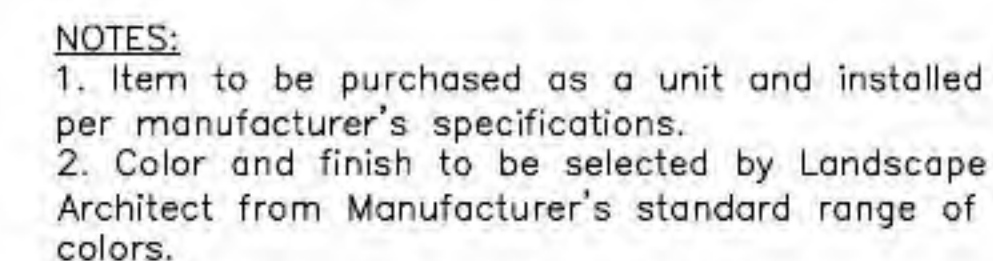 NOTES:
1. Item to be purchased as a unit and installed
per manufacturer's specifications.
2. Color and finish to be selected by Landscape
Architect from Manufacturer's standard range of
colors.